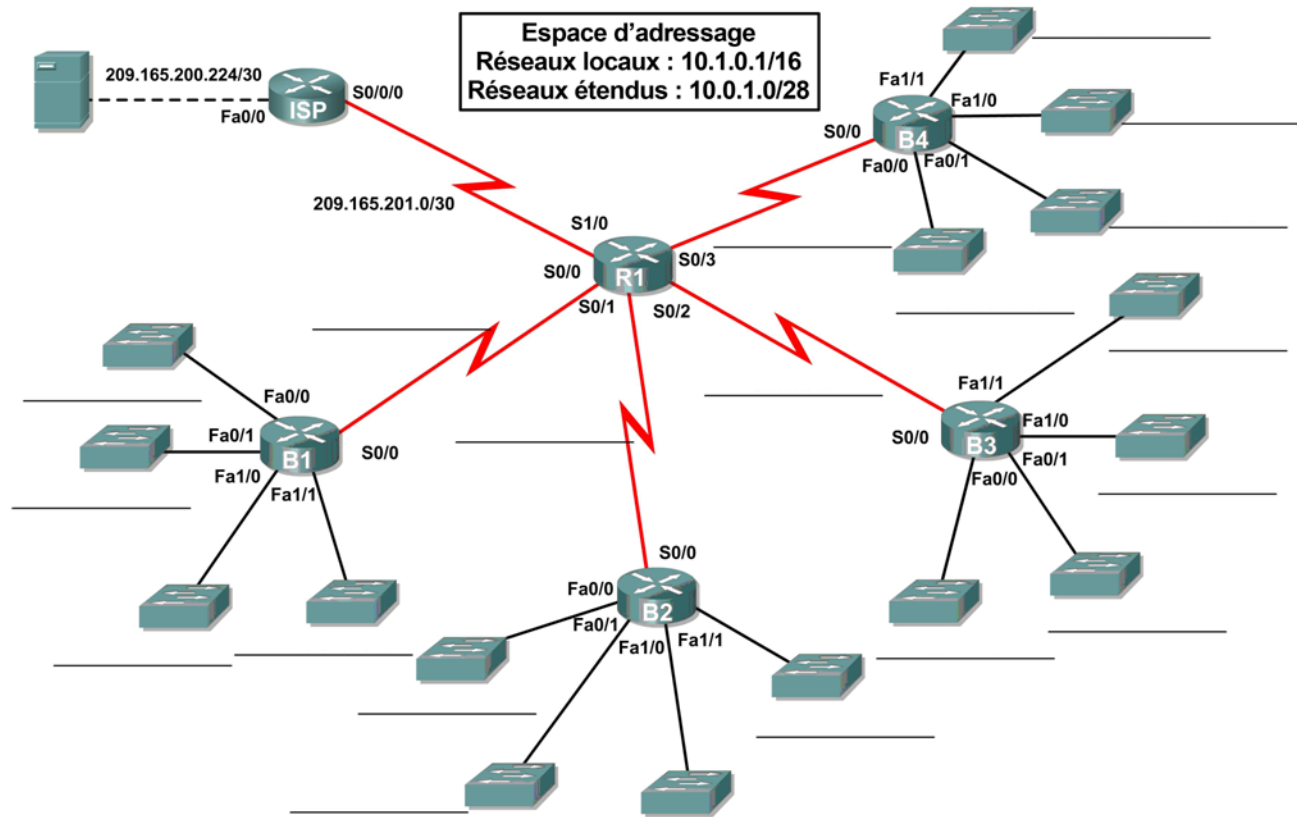 Espace d'adressage
Réseaux locaux : 10.1.0.1/16
Réseaux étendus : 10.0.1.0/28
209.165.200.224/30
S0/0/0
ISP
Fa0/0
209.165.201.0/30
S1/0
S0/0
R1
S0/3
S0/1
S0/2
Fa1/1
Fa1/0
S0/0
B4
Fa0/0
Fa0/1
Fa0/0
Fa0/1
B1
S0/0
Fa1/0
Fa1/1
Fa1/1
Fa1/0
S0/0
B3
Fa0/1
Fa0/0
S0/0
Fa0/0
B2
Fa0/1
Fa1/0
Fa1/1